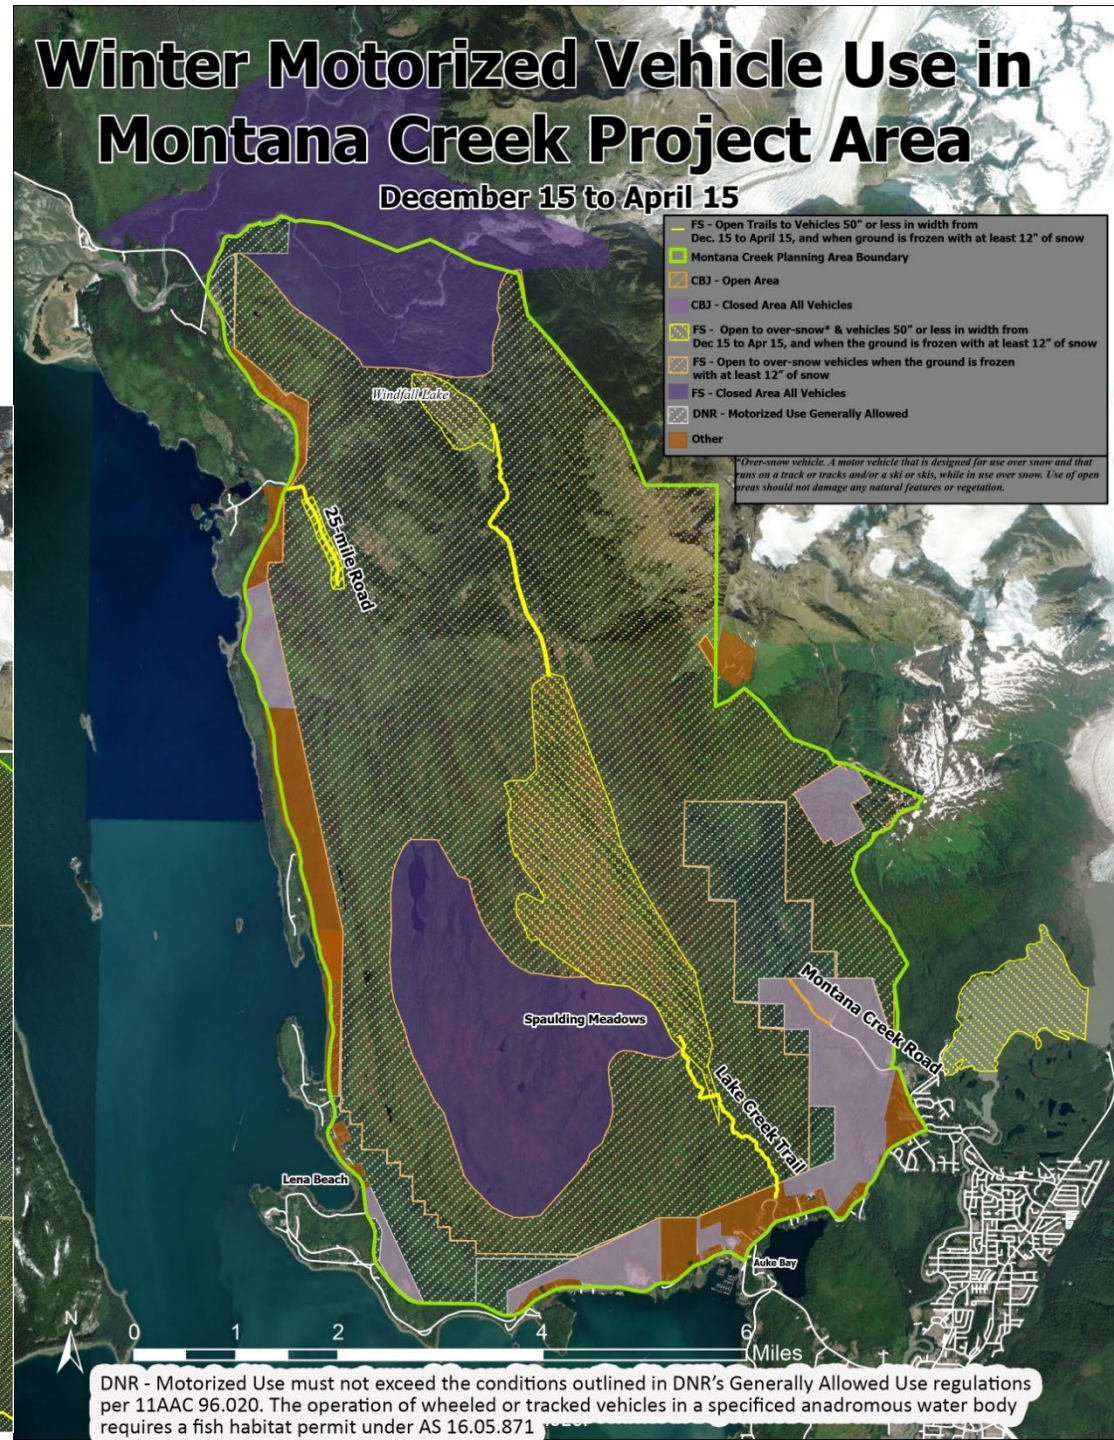 Winter Motorized Vehicle Use in
Montana Creek Project Area
December 15 to April 15
FS - Open Trails to Vehicles 50" or less in width from
Dec. 15 to April 15, and when ground is frozen with at least 12" of snow
Montana Creek Planning Area Boundary
CBJ - Open Area
CBJ - Closed Area All Vehicles
FS - Open to over-snow* & vehicles 50" or less in width from
Dec 15 to Apr 15, and when the ground is frozen with at least 12" of snow
FS - Open to over-snow vehicles when the ground is frozen
with at least 12" of snow
FS - Closed Area All Vehicles
DNR - Motorized Use Generally Allowed
Other
*Over-snow vehicle. A motor vehicle that is designed for use over snow and that
runs on a track or tracks and/or a ski or skis, while in use over snow. Use of open
areas should not damage any natural features or vegetation.
Windfall Lake
25-mile Road
Montana Creek Road
Spaulding Meadows
Lake Creek Trail
Lena Beach
Auke Bay
N
0 1 2 4 6
Miles
DNR - Motorized Use must not exceed the conditions outlined in DNR's Generally Allowed Use regulations
per 11AAC 96.020. The operation of wheeled or tracked vehicles in a specificed anadromous water body
requires a fish habitat permit under AS 16.05.871